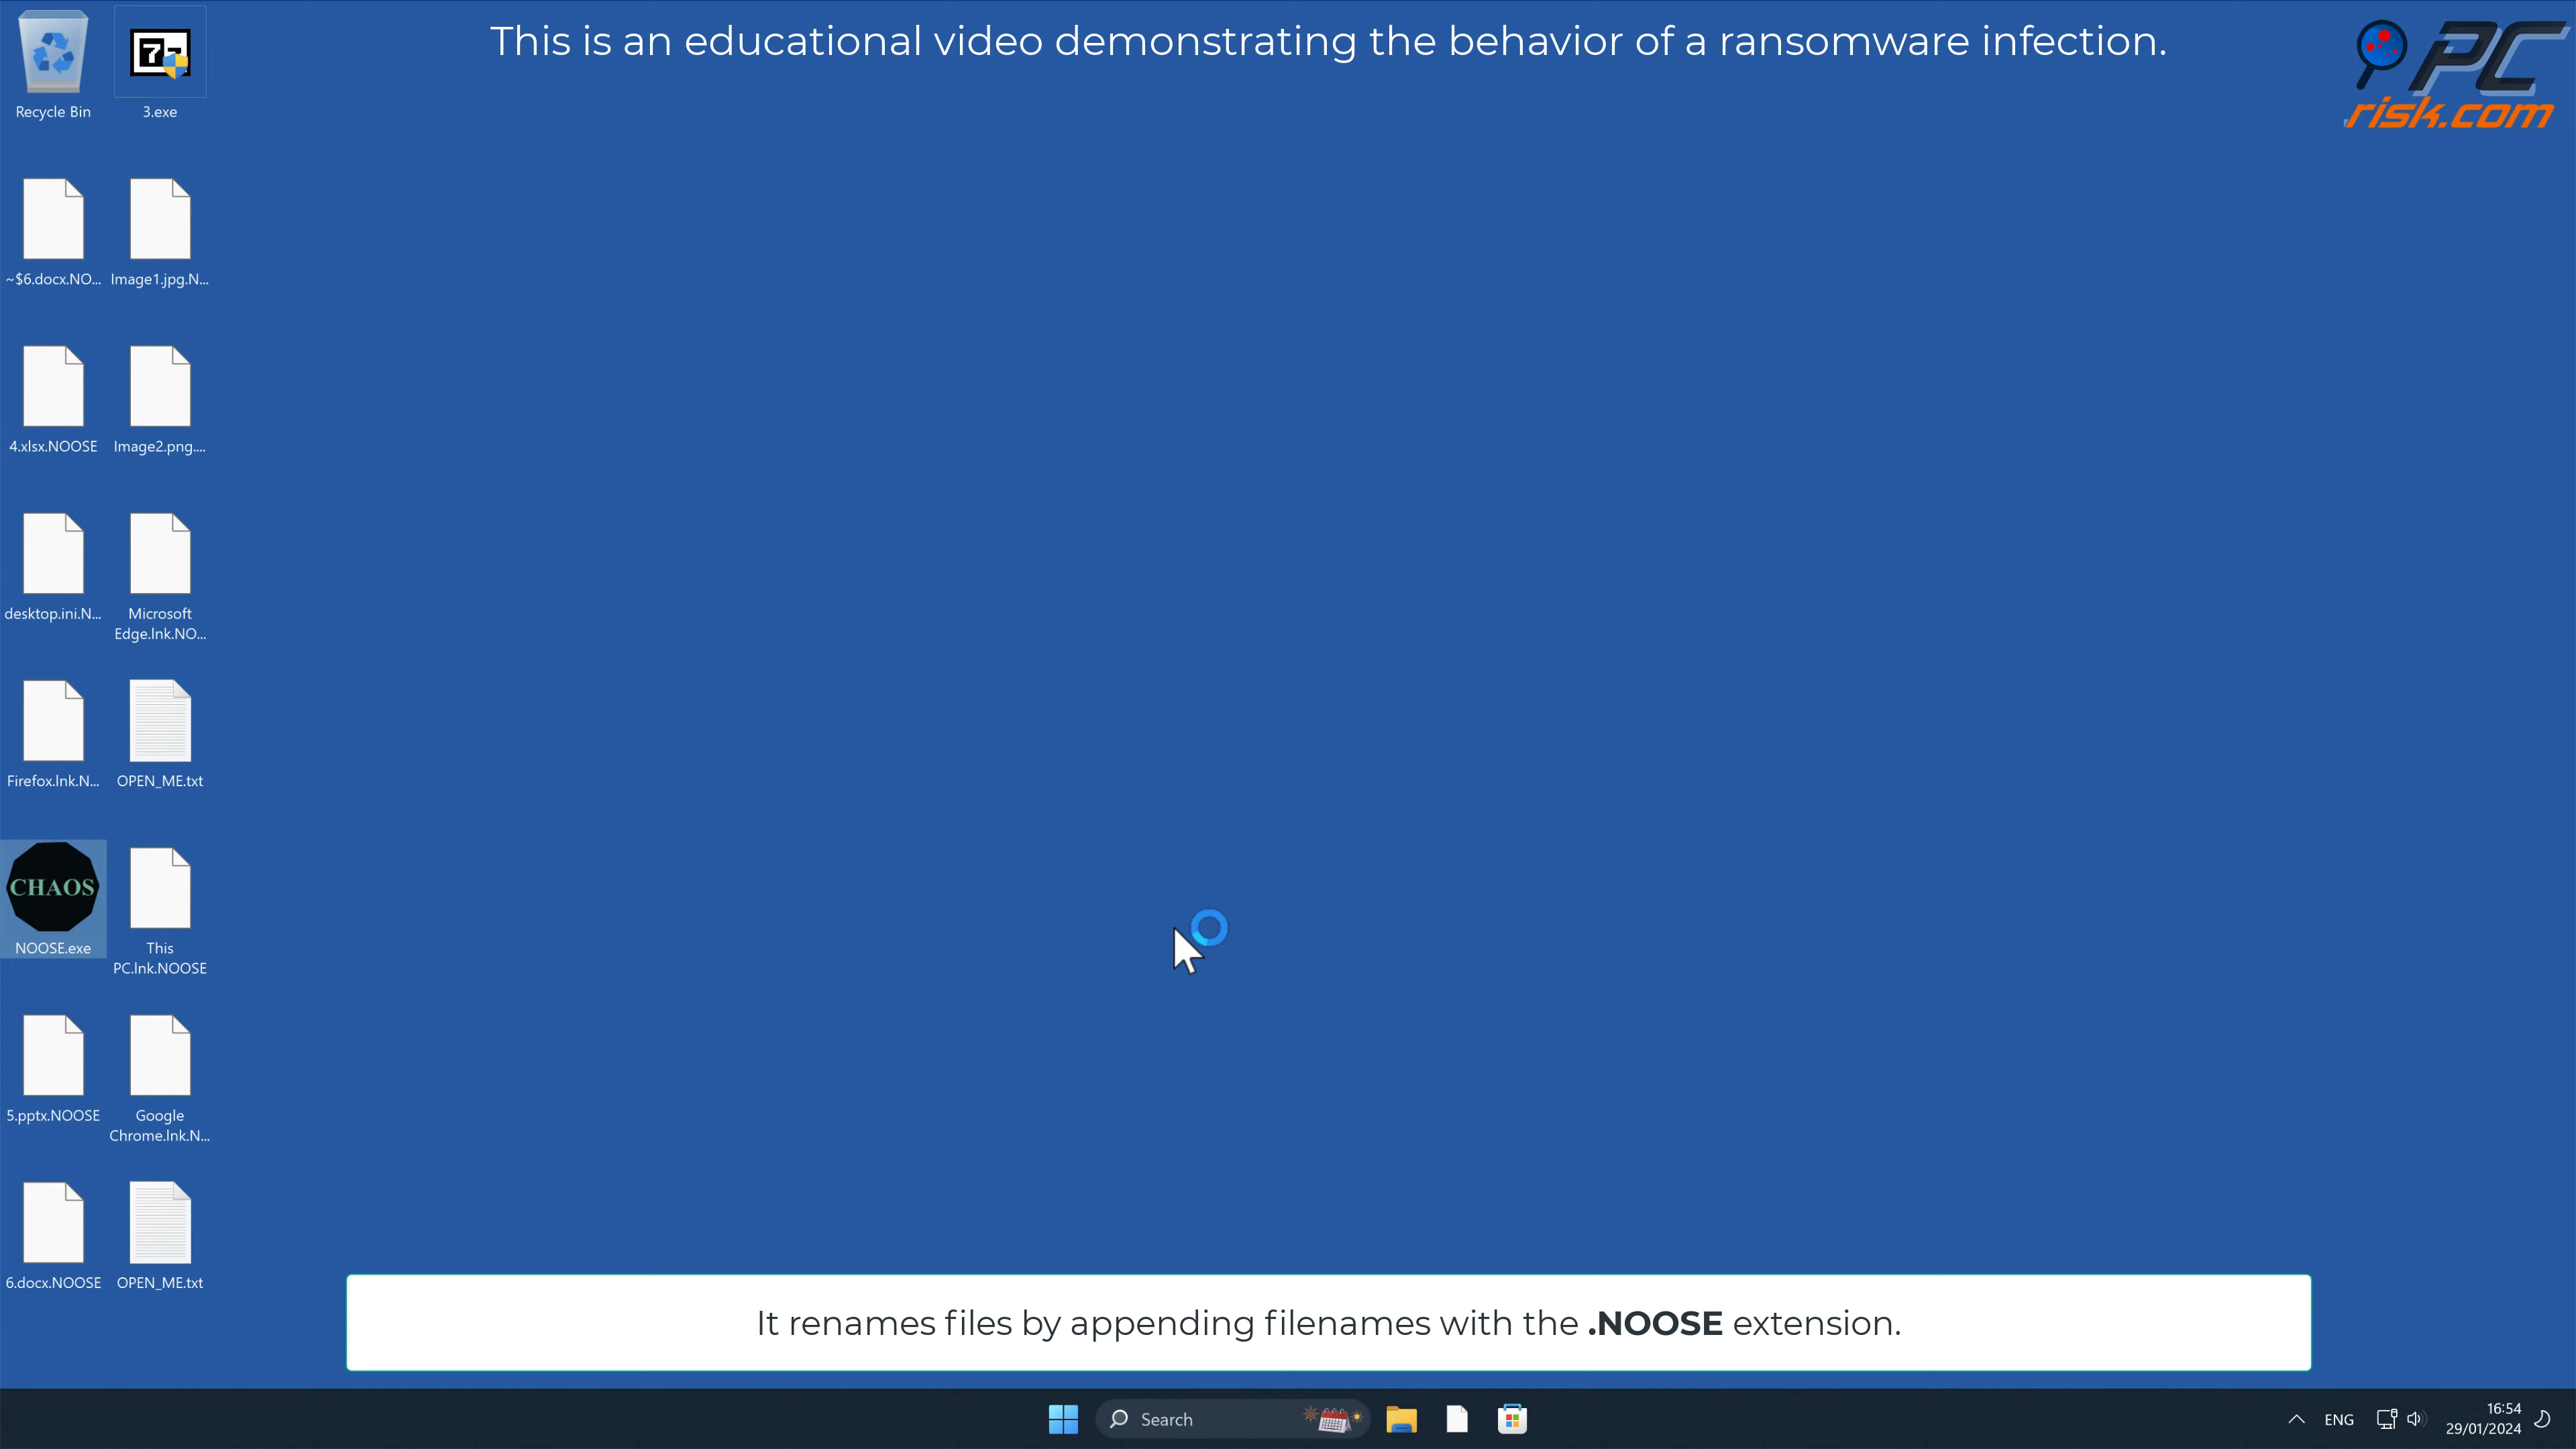 This is an educational video demonstrating the behavior of a ransomware infection.
PC
risk.com
Recycle Bin
7z
3.exe
~$6.docx.NO...
Image1.jpg.N...
4.xlsx.NOOSE
Image2.png....
desktop.ini.N...
Microsoft
Edge.lnk.NO...
Firefox.lnk.N...
OPEN_ME.txt
CHAOS
NOOSE.exe
This
PC.lnk.NOOSE
5.pptx.NOOSE
Google
Chrome.lnk.N...
6.docx.NOOSE
OPEN_ME.txt
It renames files by appending filenames with the .NOOSE extension.
Search
ENG
16:54
29/01/2024